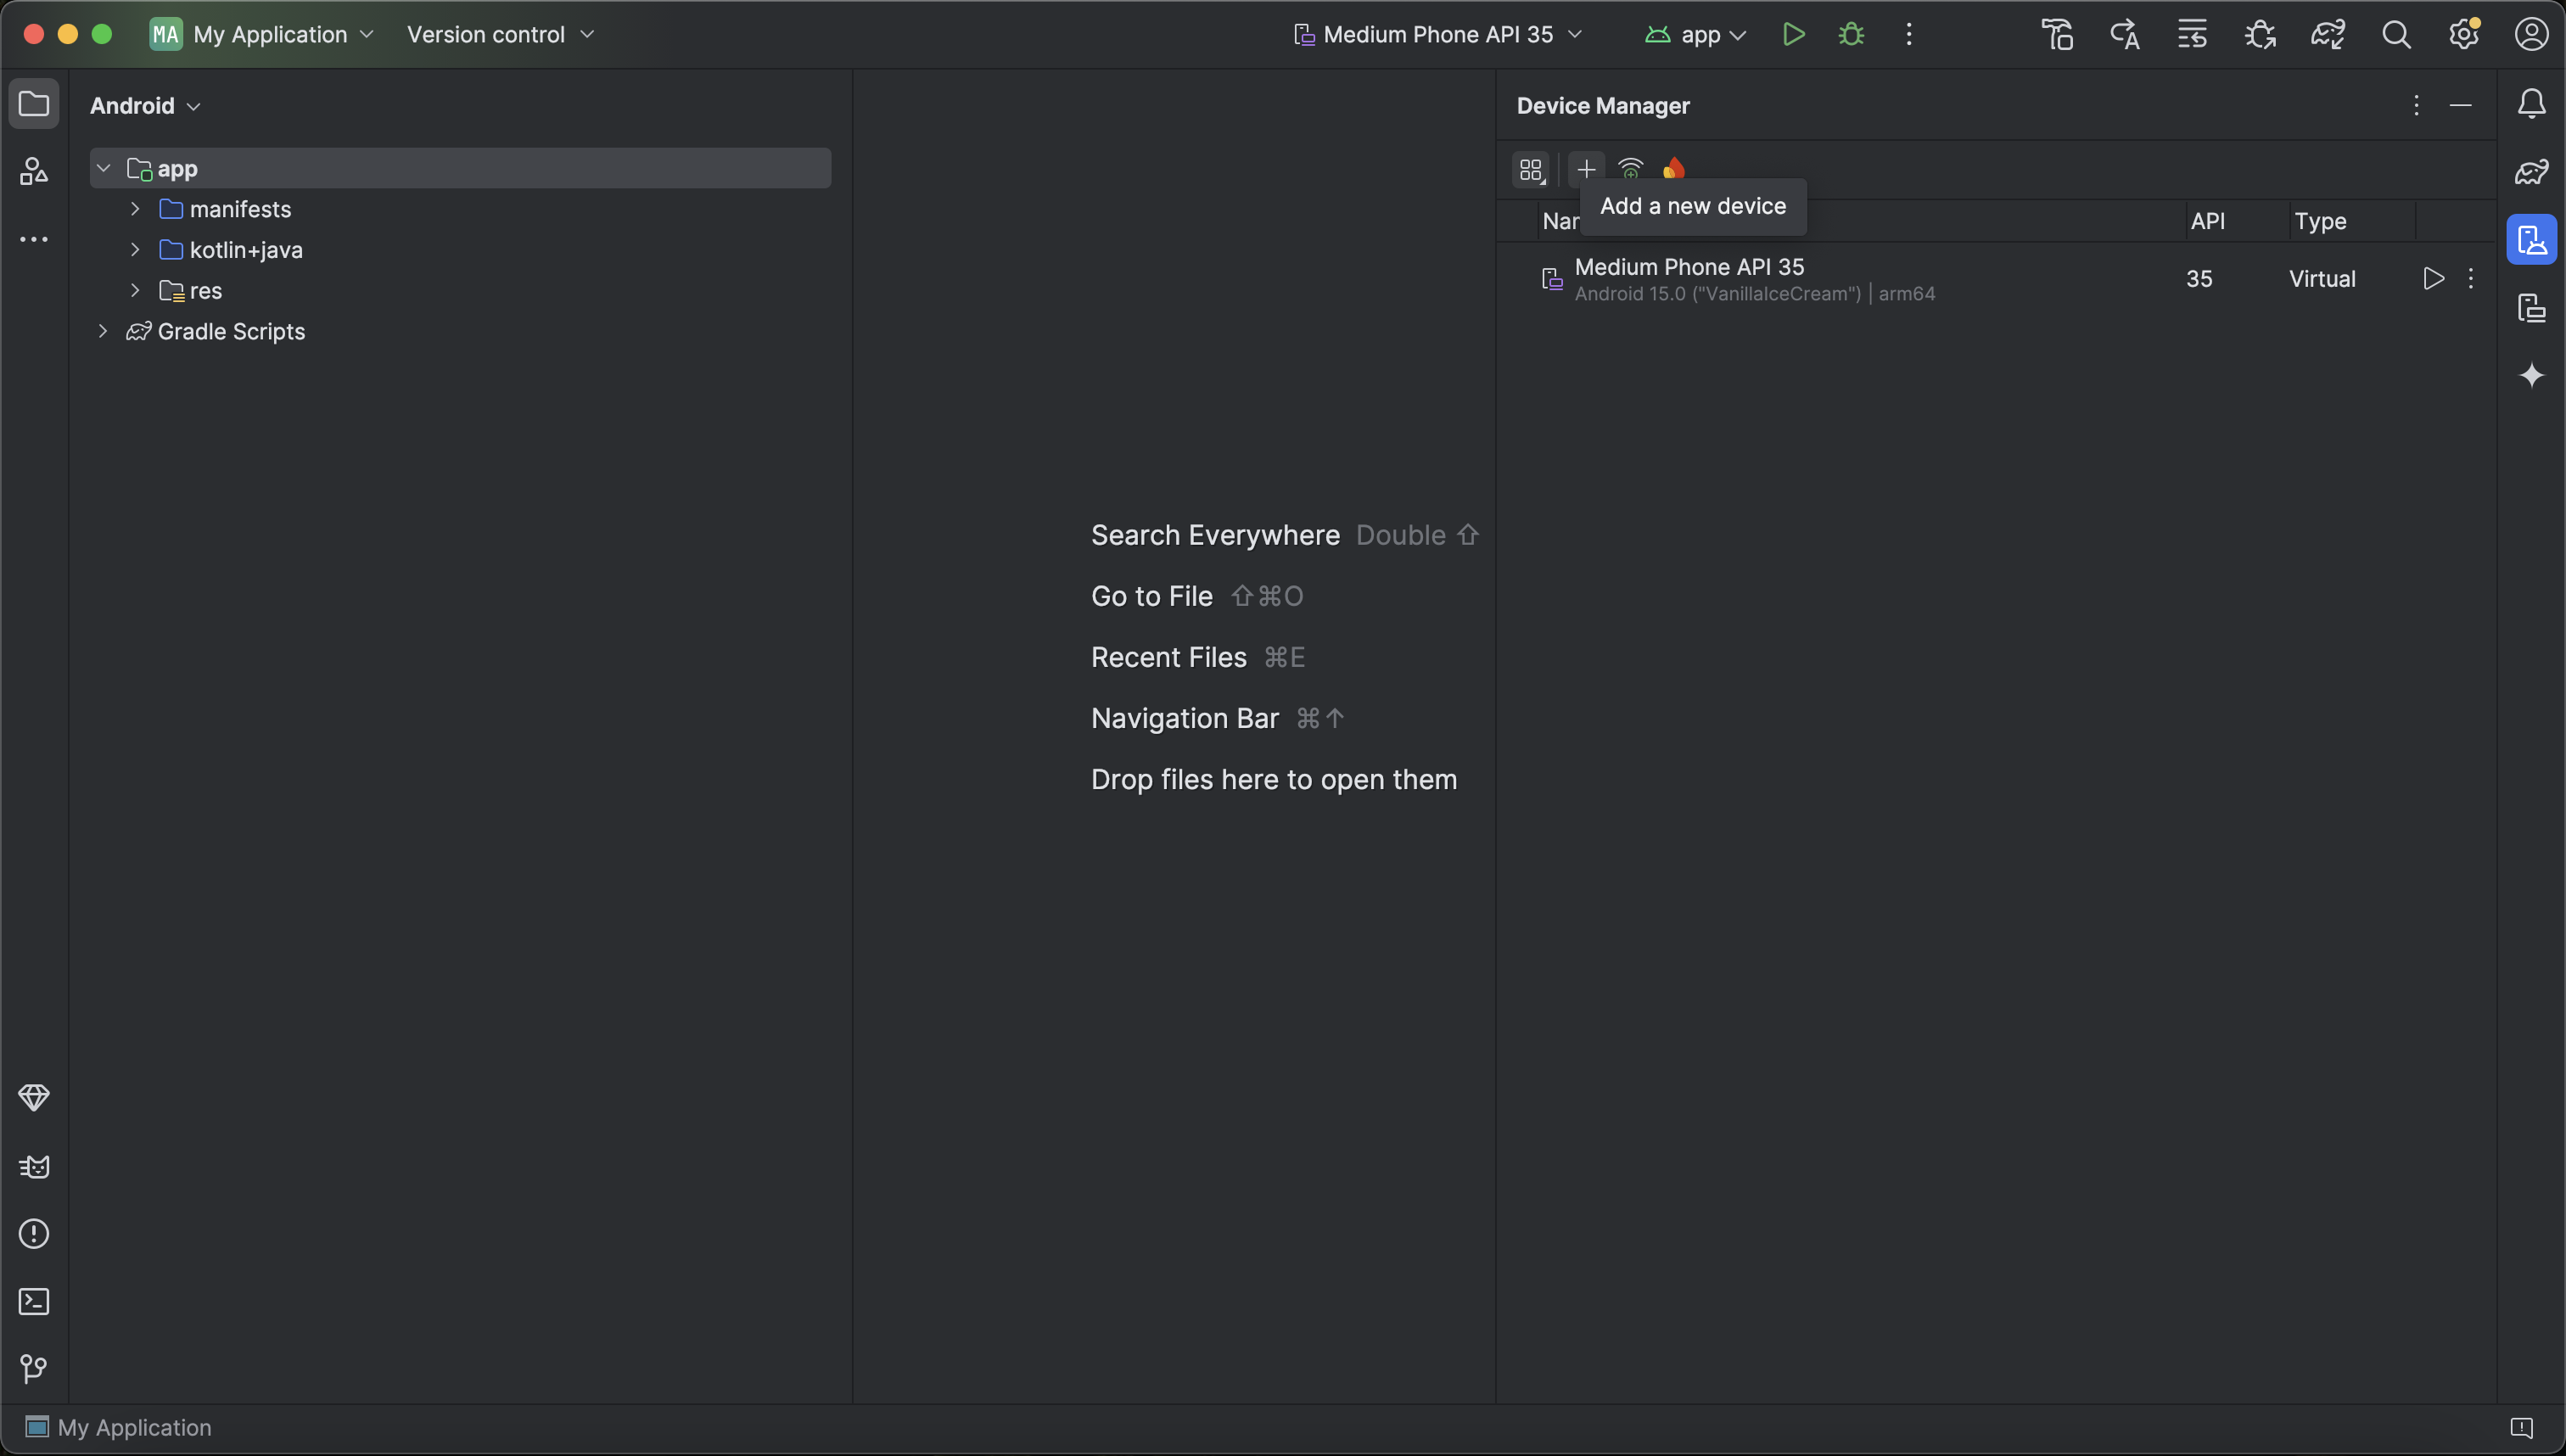 MA My Application Version control Medium Phone API 35 app
Android
Device Manager
app
Add a new device
manifests
API Type
kotlin+java
Medium Phone API 35
35 Virtual
Android 15.0 ("VanillaIceCream") | arm64
res
Gradle Scripts
Search Everywhere Double ⇧
Go to File ⇧⌘O
Recent Files ⌘E
Navigation Bar ⌘↑
Drop files here to open them
My Application